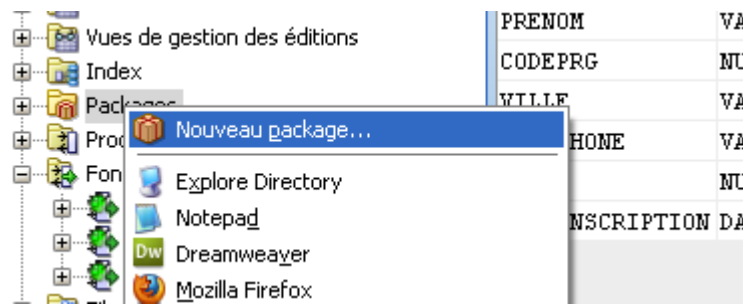 Vues de gestion des éditions
Index
Packages
Nouveau package...
Explore Directory
Notepad
Dreamweaver
Mozilla Firefox
PRENOM VA
CODEPRG NU
VILLE VA
HONE VA
NU
NSCRIPTION DA